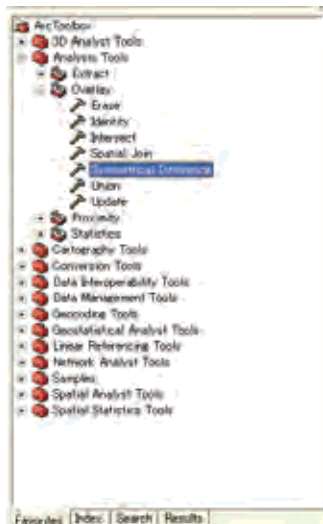 ArcToolbox
3D Analyst Tools
Analysis Tools
Extract
Overlay
Erase
Identity
Intersect
Spatial Join
Symmetrical Difference
Union
Update
Proximity
Statistics
Cartography Tools
Conversion Tools
Data Interoperability Tools
Data Management Tools
Geocoding Tools
Geostatistical Analyst Tools
Linear Referencing Tools
Network Analyst Tools
Samples
Spatial Analyst Tools
Spatial Statistics Tools
Favorites Index Search Results